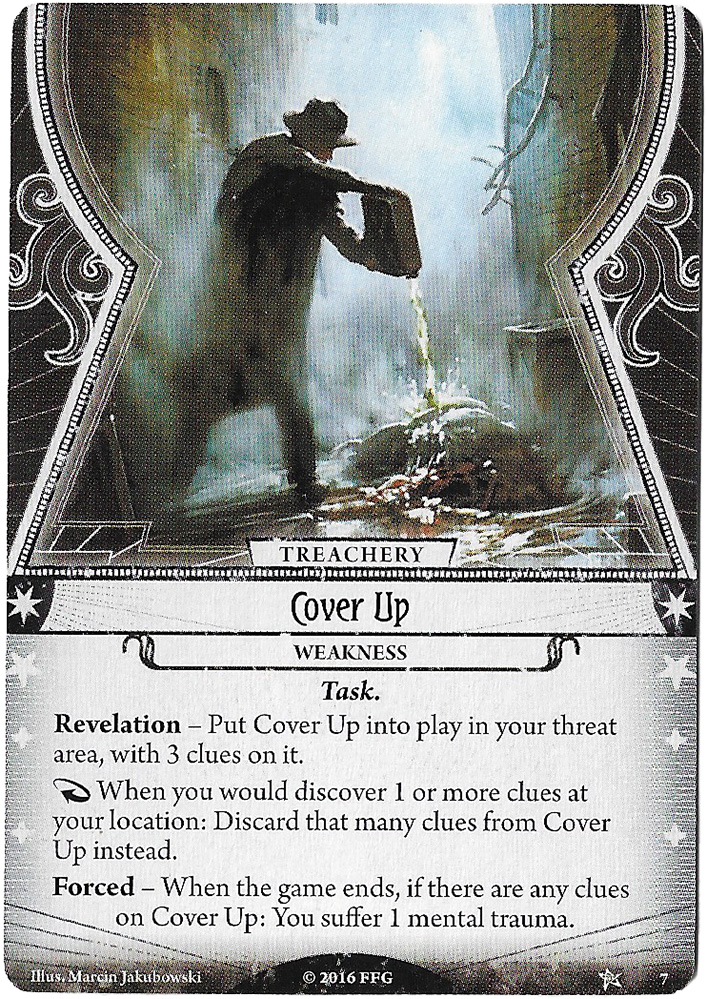 TREACHERY
Cover Up
WEAKNESS
Task.
Revelation – Put Cover Up into play in your threat
area, with 3 clues on it.
When you would discover 1 or more clues at
your location: Discard that many clues from Cover
Up instead.
Forced – When the game ends, if there are any clues
on Cover Up: You suffer 1 mental trauma.
Illus. Marcin Jakubowski
© 2016 FFG
7